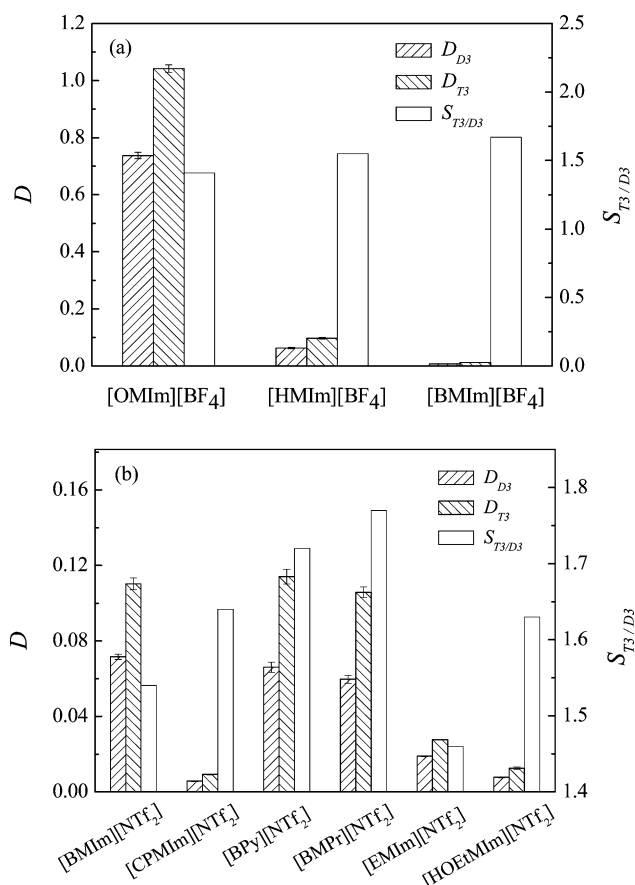 (a)
D_D3
D_T3
S_T3/D3
1.2
1.0
0.8
0.6
0.4
0.2
0.0
D
2.5
2.0
1.5
1.0
0.5
0.0
S_T3/D3
[OMIm][BF4] [HMIm][BF4] [BMIm][BF4]
(b)
D_D3
D_T3
S_T3/D3
0.16
0.12
0.08
0.04
0.00
D
1.8
1.7
1.6
1.5
1.4
S_T3/D3
[BMIm][NTf2] [CPMIm][NTf2] [BPy][NTf2] [BMPr][NTf2] [EMIm][NTf2] [HOEtMIm][NTf2]